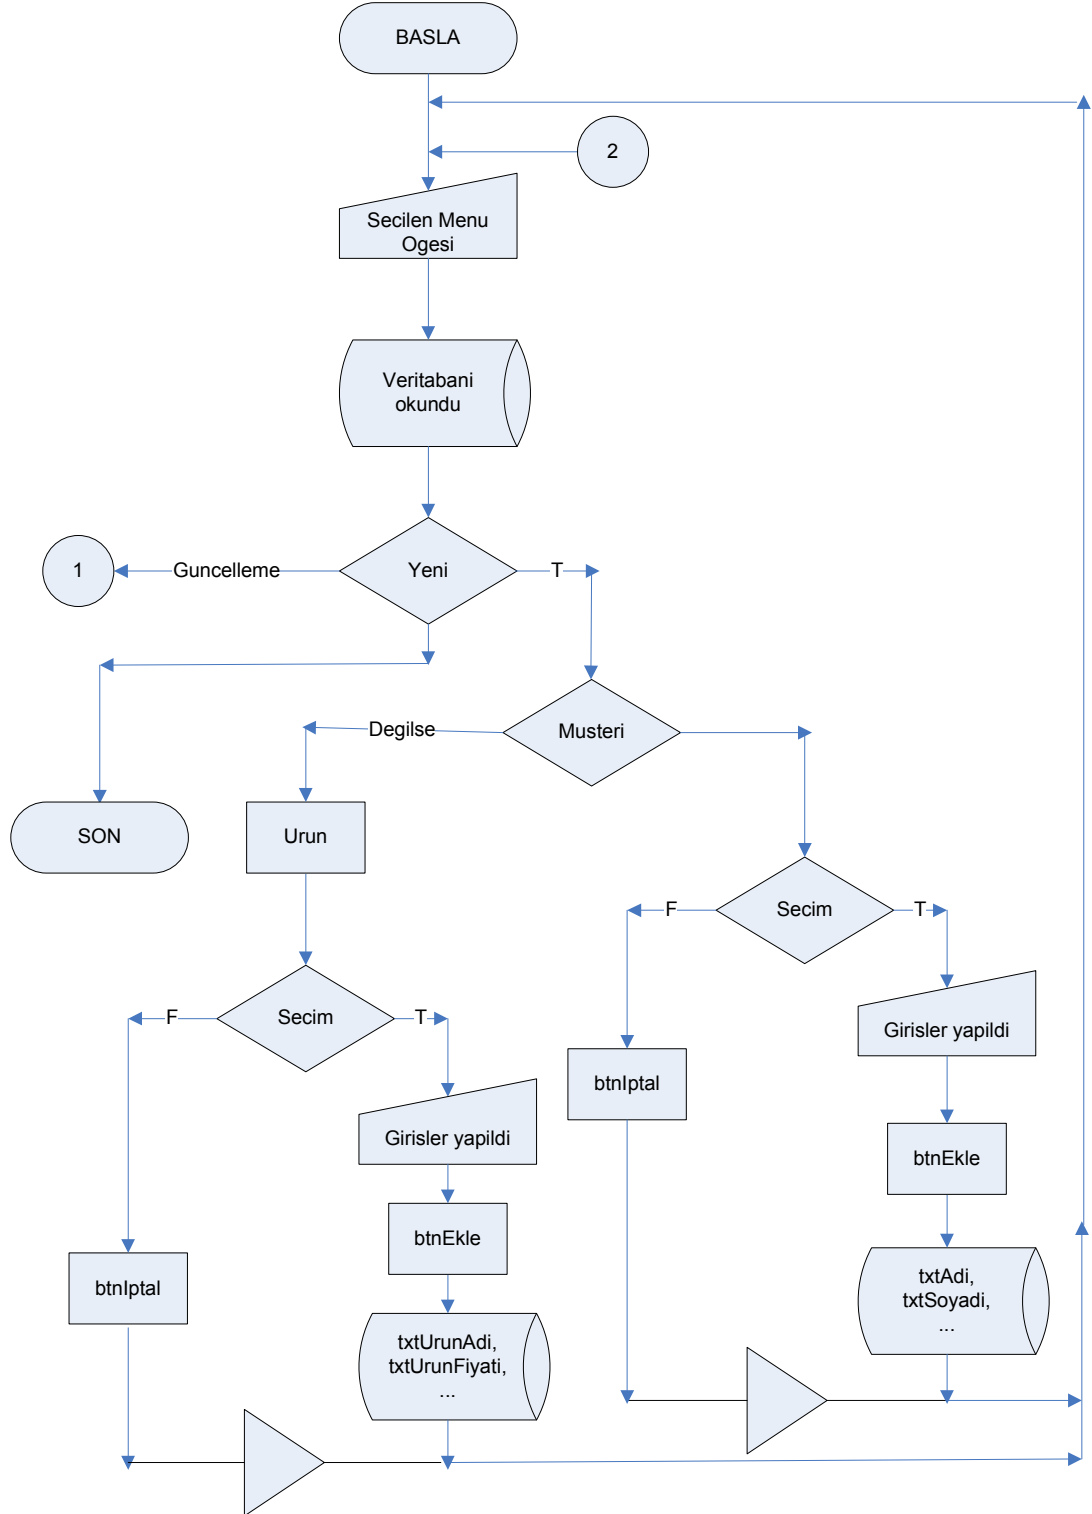 BASLA
2
Secilen Menu
Ogesi
Veritabani
okundu
1
Guncelleme
Yeni
T
Degilse
Musteri
SON
Urun
F
Secim
T
Girisler yapildi
btnIptal
btnEkle
txtAdi,
txtSoyadi,
...
F
Secim
T
Girisler yapildi
btnIptal
btnEkle
txtUrunAdi,
txtUrunFiyati,
...